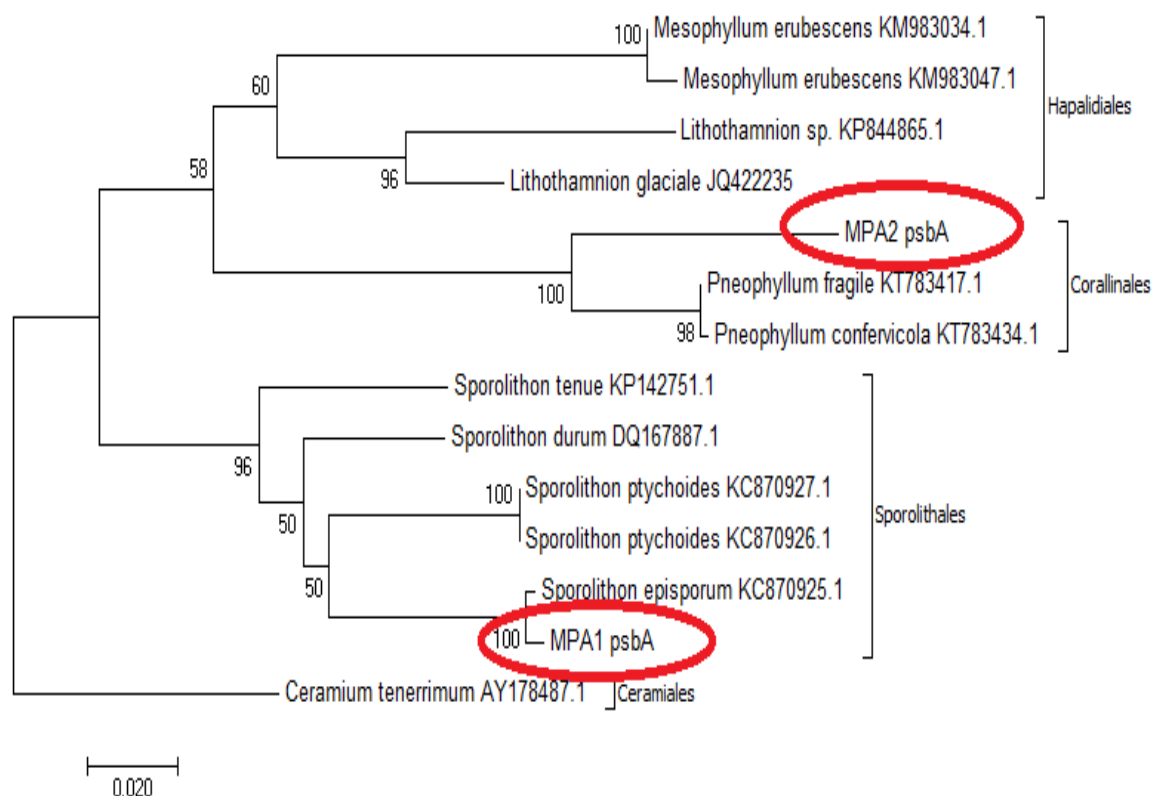 100
Mesophyllum erubescens KM983034.1
Mesophyllum erubescens KM983047.1
60
Hapalidiales
Lithothamnion sp. KP844865.1
58
96
Lithothamnion glaciale JQ422235
MPA2 psbA
Pneophyllum fragile KT783417.1
Corallinales
100
98
Pneophyllum confervicola KT783434.1
Sporolithon tenue KP142751.1
Sporolithon durum DQ167887.1
96
100
Sporolithon ptychoides KC870927.1
Sporolithales
50
Sporolithon ptychoides KC870926.1
50
Sporolithon episporum KC870925.1
100
MPA1 psbA
Ceramium tenerrimum AY178487.1
Ceramiales
0.020